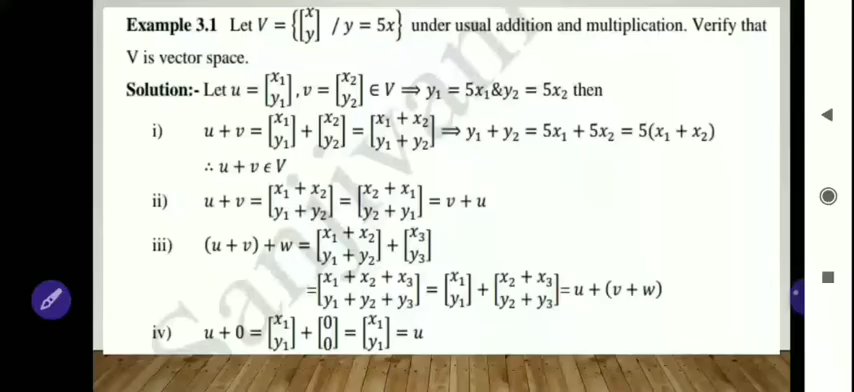 Example 3.1 Let V = {[x y] / y = 5x} under usual addition and multiplication. Verify that
V is vector space.
Solution:- Let u = [x₁ y₁], v = [x₂ y₂] ∈ V ⟹ y₁ = 5x₁&y₂ = 5x₂ then
i) u + v = [x₁ y₁] + [x₂ y₂] = [x₁ + x₂ y₁ + y₂] ⟹ y₁ + y₂ = 5x₁ + 5x₂ = 5(x₁ + x₂)
∴ u + v ϵ V
ii) u + v = [x₁ + x₂ y₁ + y₂] = [x₂ + x₁ y₂ + y₁] = v + u
iii) (u + v) + w = [x₁ + x₂ y₁ + y₂] + [x₃ y₃]
=[x₁ + x₂ + x₃ y₁ + y₂ + y₃] = [x₁ y₁] + [x₂ + x₃ y₂ + y₃]= u + (v + w)
iv) u + 0 = [x₁ y₁] + [0 0] = [x₁ y₁] = u
Sanjivani